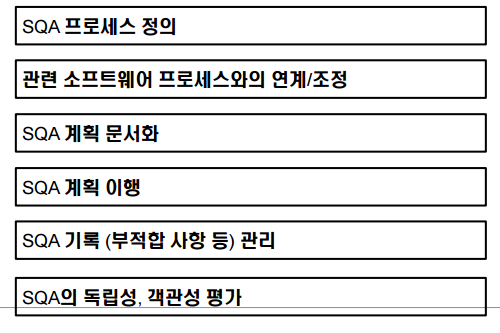 SQA 프로세스 정의
관련 소프트웨어 프로세스와의 연계/조정
SQA 계획 문서화
SQA 계획 이행
SQA 기록 (부적합 사항 등) 관리
SQA의 독립성, 객관성 평가